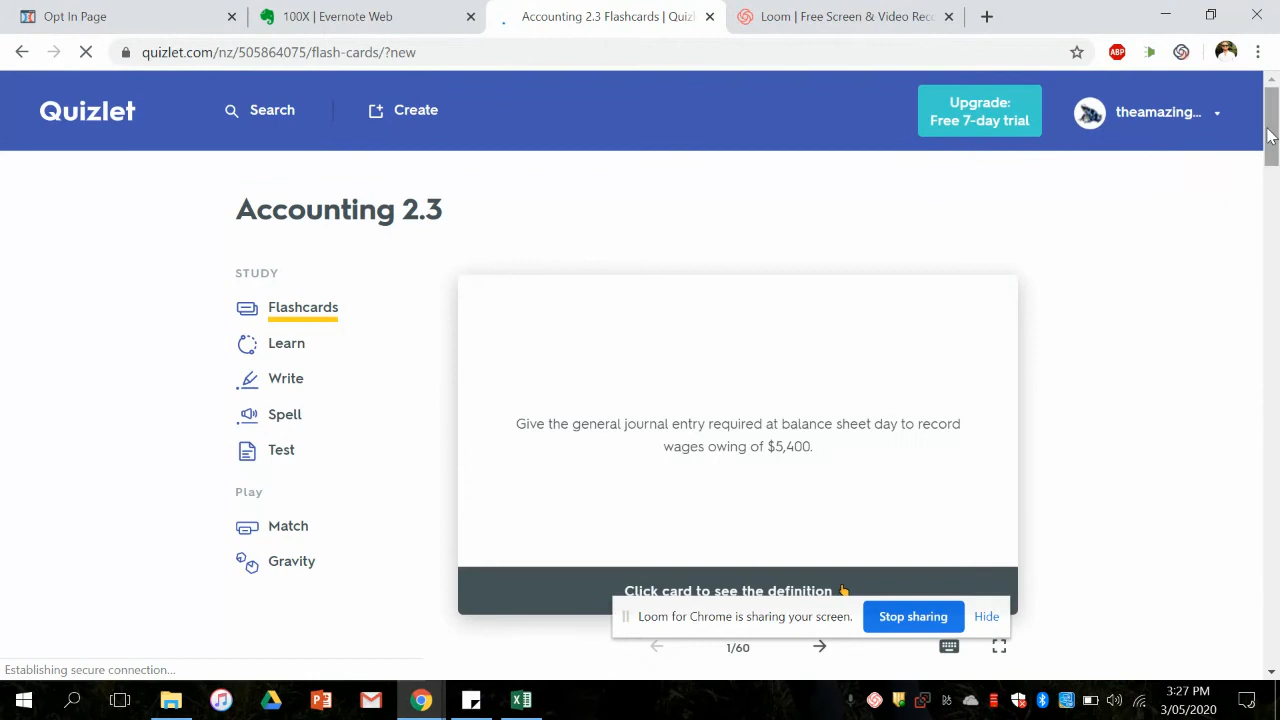 Opt In Page
100X | Evernote Web
Accounting 2.3 Flashcards | Quiz
Loom | Free Screen & Video Rec
quizlet.com/nz/505864075/flash-cards/?new
ABP
Quizlet
Search
Create
Upgrade:
Free 7-day trial
theamazing...
Accounting 2.3
STUDY
Flashcards
Learn
Write
Spell
Test
Play
Match
Gravity
Give the general journal entry required at balance sheet day to record
wages owing of $5,400.
Click card to see the definition
Loom for Chrome is sharing your screen.
Stop sharing
Hide
1/60
Establishing secure connection...
3:27 PM
3/05/2020